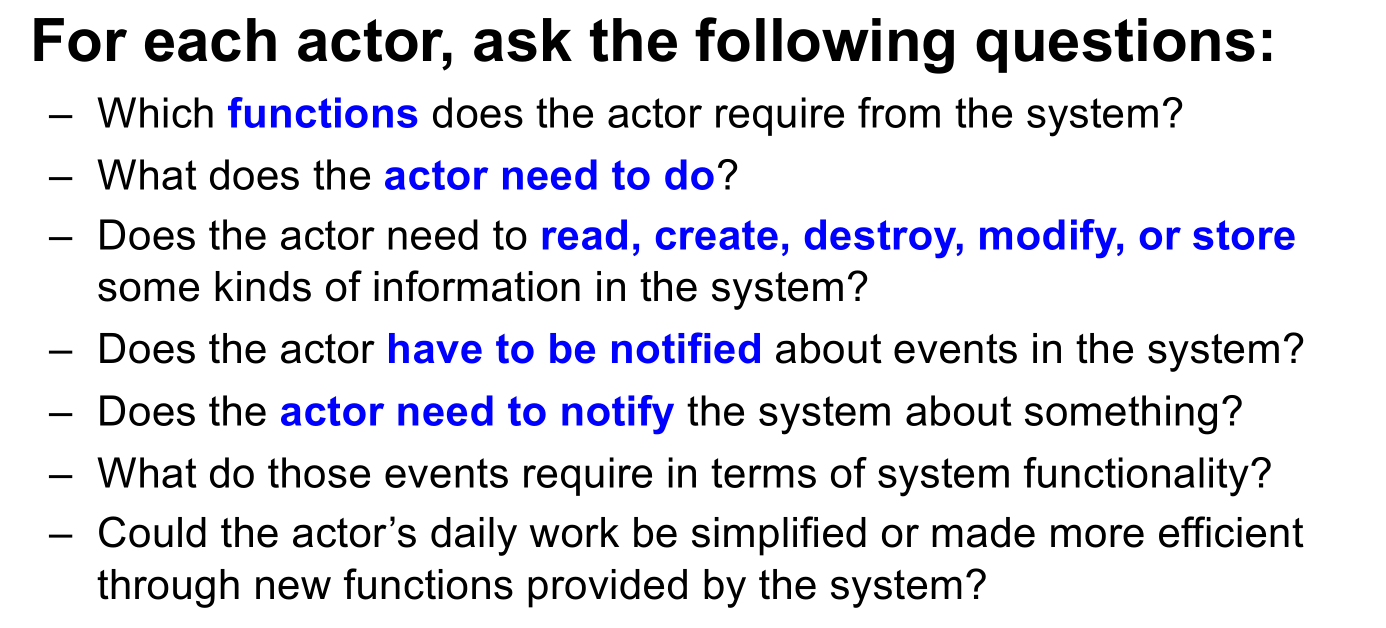 For each actor, ask the following questions:
– Which functions does the actor require from the system?
– What does the actor need to do?
– Does the actor need to read, create, destroy, modify, or store
some kinds of information in the system?
– Does the actor have to be notified about events in the system?
– Does the actor need to notify the system about something?
– What do those events require in terms of system functionality?
– Could the actor’s daily work be simplified or made more efficient
through new functions provided by the system?